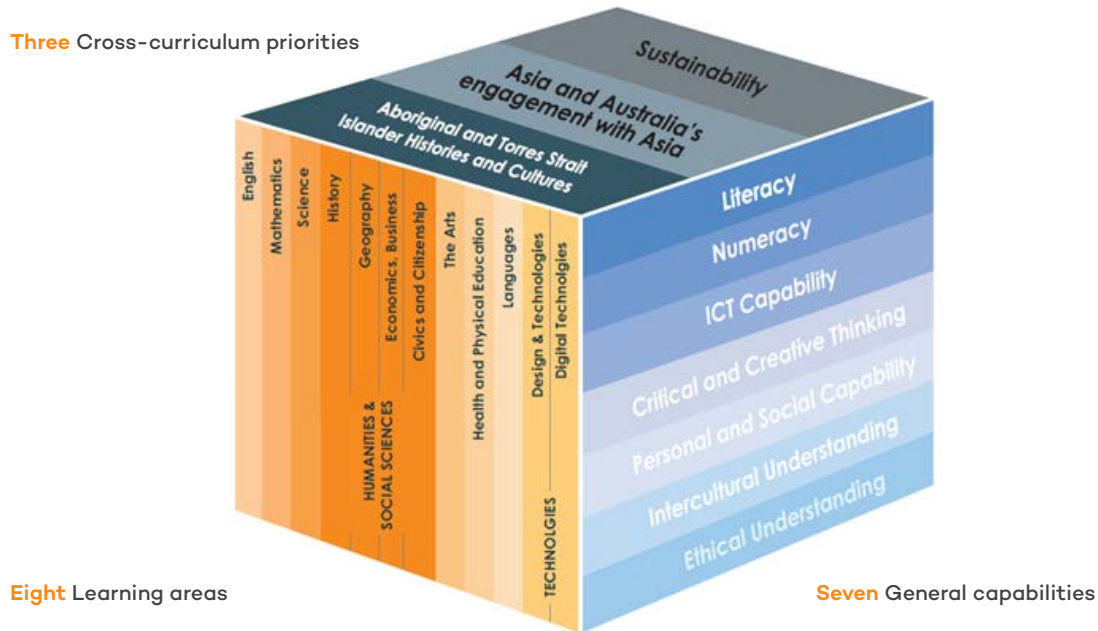 Three Cross-curriculum priorities
Sustainability
Asia and Australia's
engagement with Asia
Aboriginal and Torres Strait
Islander Histories and Cultures
English
Mathematics
Science
History
Geography
Economics, Business
Civics and Citizenship
HUMANITIES &
SOCIAL SCIENCES
The Arts
Health and Physical Education
Languages
Design & Technologies
Digital Technolgies
TECHNOLGIES
Literacy
Numeracy
ICT Capability
Critical and Creative Thinking
Personal and Social Capability
Intercultural Understanding
Ethical Understanding
Eight Learning areas
Seven General capabilities